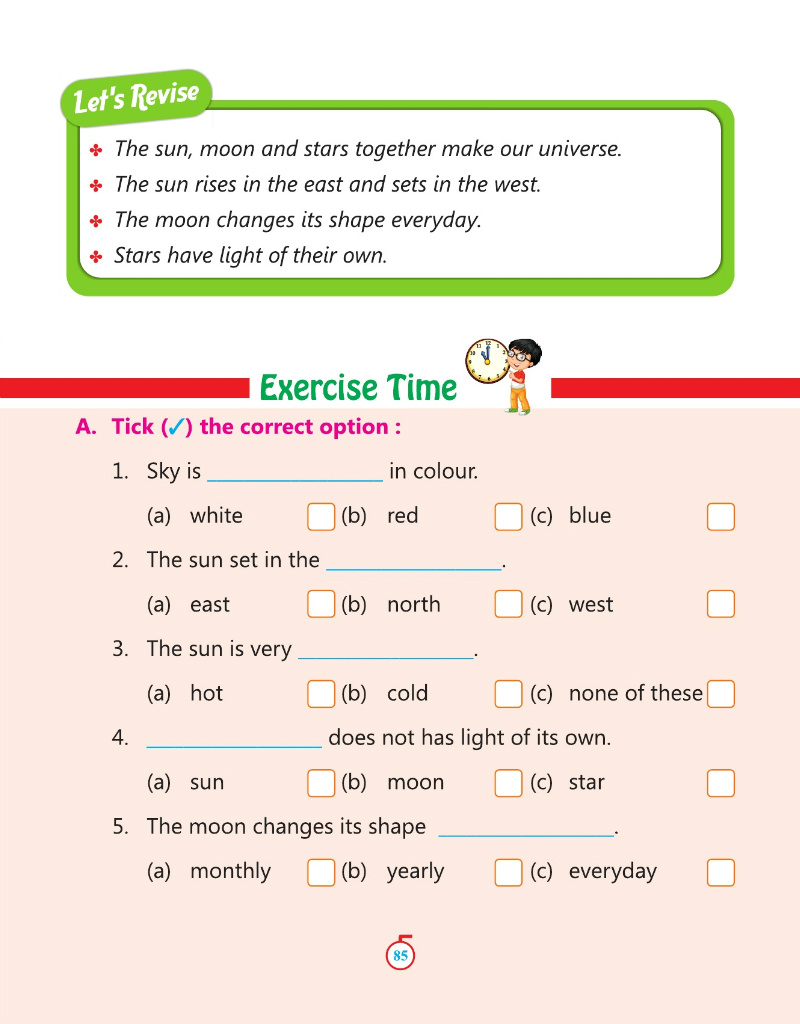 Let's Revise
✤ The sun, moon and stars together make our universe.
✤ The sun rises in the east and sets in the west.
✤ The moon changes its shape everyday.
✤ Stars have light of their own.
Exercise Time
A. Tick (✓) the correct option :
1. Sky is ________________ in colour.
(a) white (b) red (c) blue
2. The sun set in the ________________.
(a) east (b) north (c) west
3. The sun is very ________________.
(a) hot (b) cold (c) none of these
4. ________________ does not has light of its own.
(a) sun (b) moon (c) star
5. The moon changes its shape ________________.
(a) monthly (b) yearly (c) everyday
85